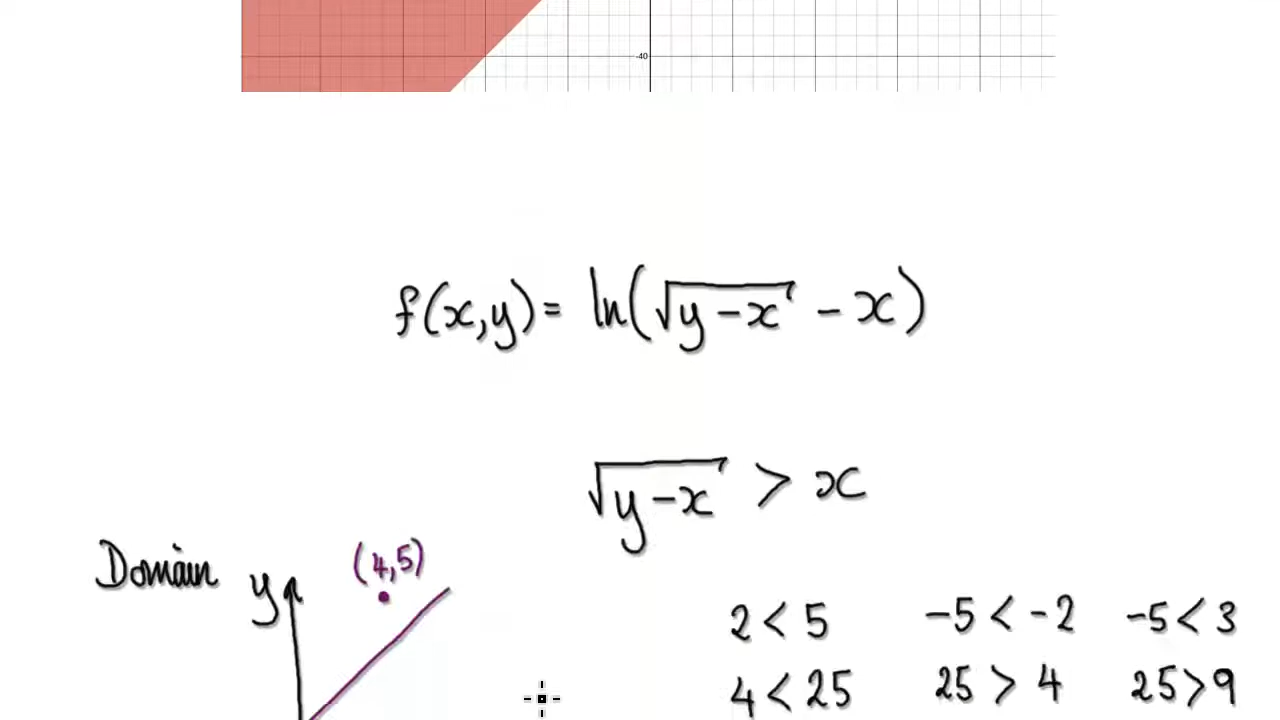 -40
f(x,y) = ln(√(y-x) - x)
√(y-x) > x
Domain
y
(4,5)
2 < 5 -5 < -2 -5 < 3
4 < 25 25 > 4 25 > 9